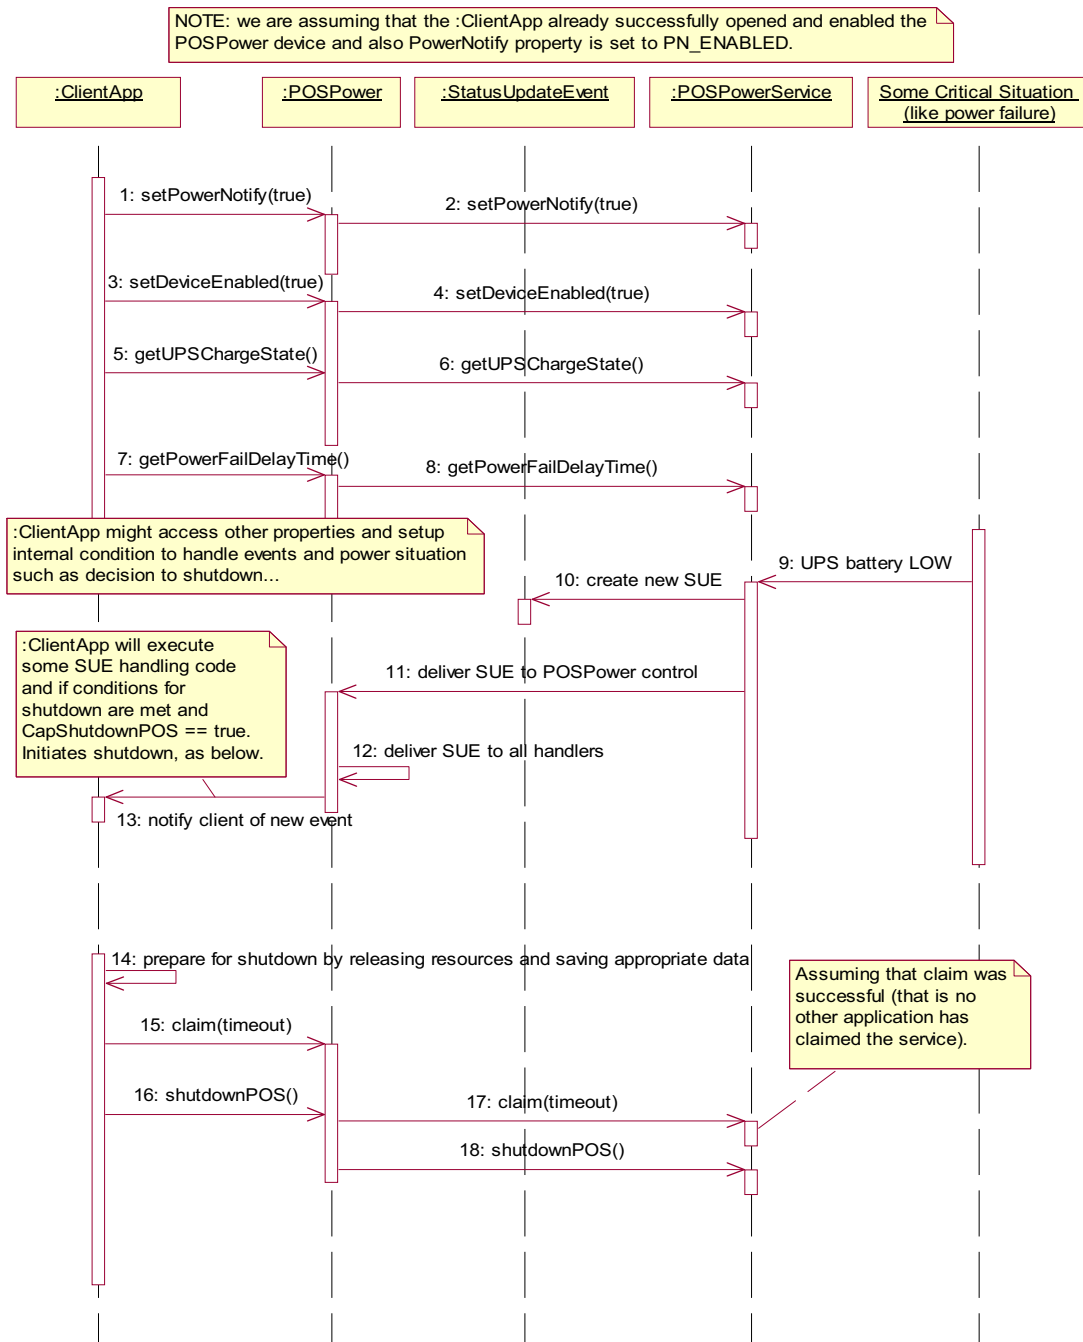 NOTE: we are assuming that the :ClientApp already successfully opened and enabled the
POSPower device and also PowerNotify property is set to PN_ENABLED.
:ClientApp
:POSPower
:StatusUpdateEvent
:POSPowerService
Some Critical Situation
(like power failure)
1: setPowerNotify(true)
2: setPowerNotify(true)
3: setDeviceEnabled(true)
4: setDeviceEnabled(true)
5: getUPSChargeState()
6: getUPSChargeState()
7: getPowerFailDelayTime()
8: getPowerFailDelayTime()
:ClientApp might access other properties and setup
internal condition to handle events and power situation
such as decision to shutdown...
9: UPS battery LOW
10: create new SUE
:ClientApp will execute
some SUE handling code
and if conditions for
shutdown are met and
CapShutdownPOS == true.
Initiates shutdown, as below.
11: deliver SUE to POSPower control
12: deliver SUE to all handlers
13: notify client of new event
14: prepare for shutdown by releasing resources and saving appropriate data
Assuming that claim was
successful (that is no
other application has
claimed the service).
15: claim(timeout)
16: shutdownPOS()
17: claim(timeout)
18: shutdownPOS()